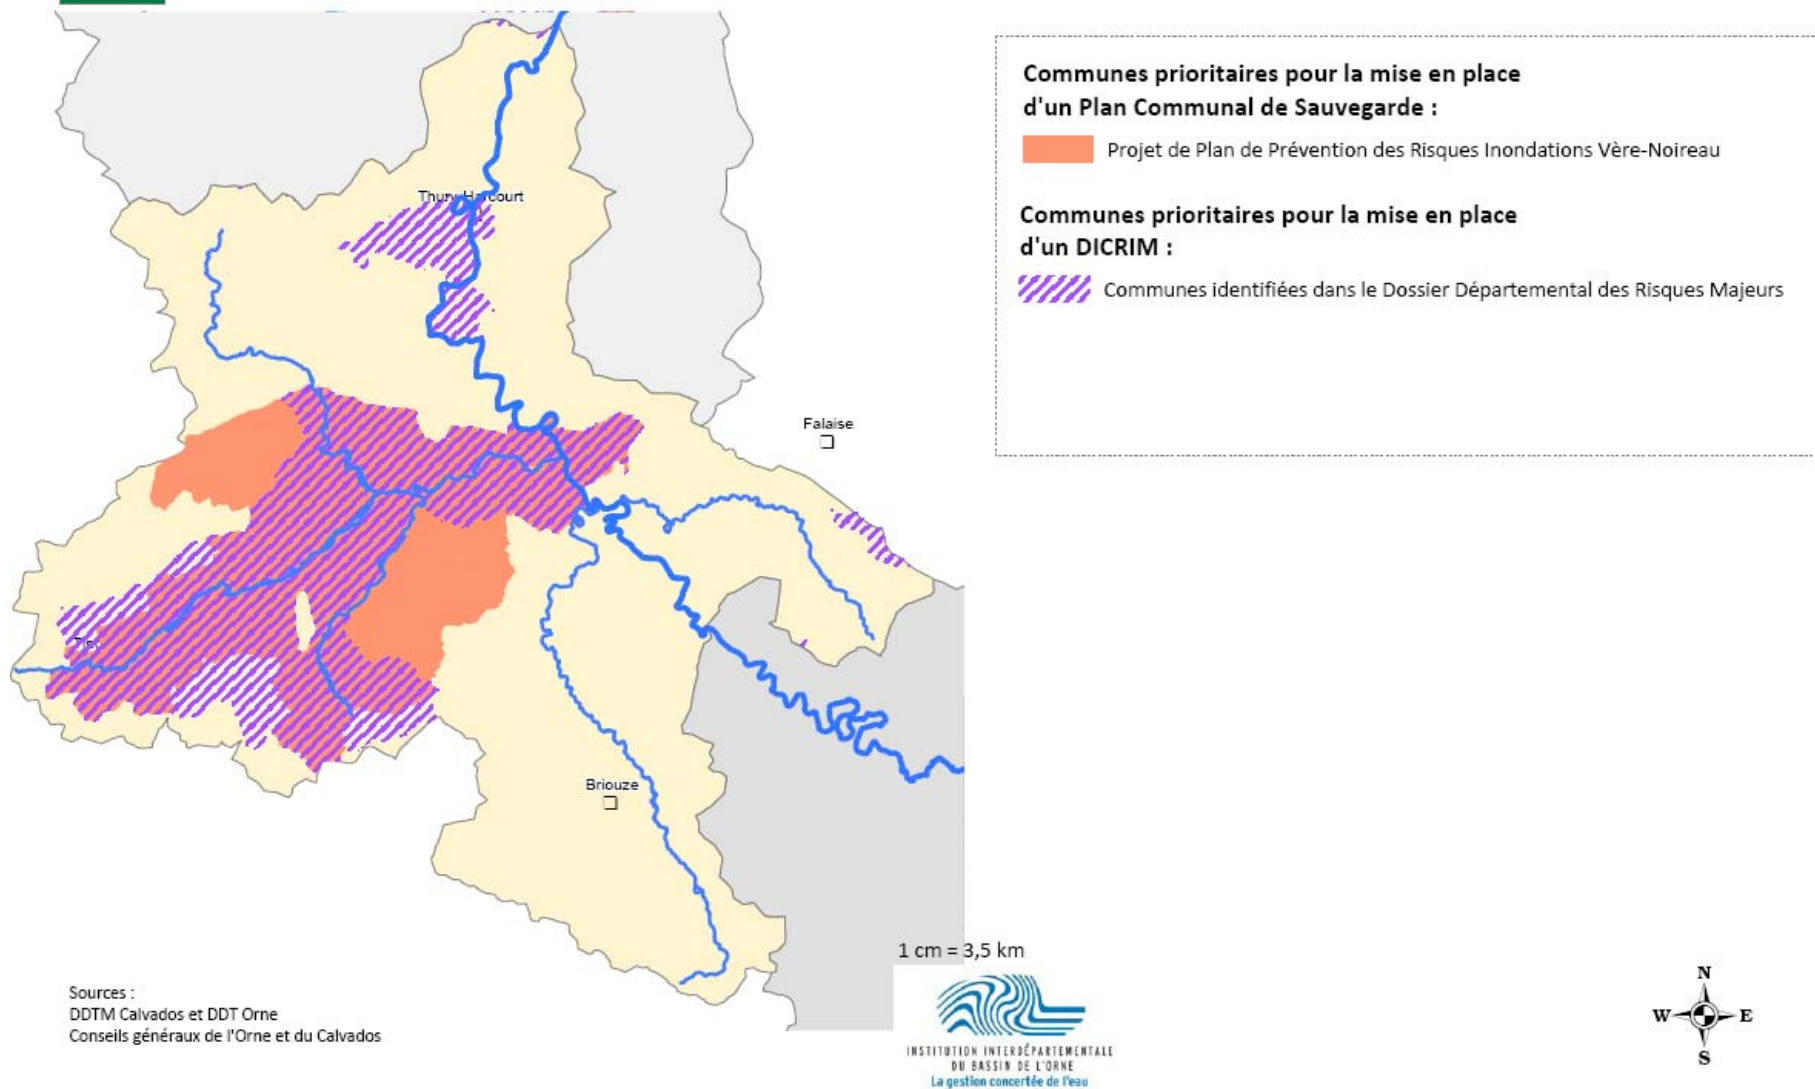 Communes prioritaires pour la mise en place
d'un Plan Communal de Sauvegarde :
Projet de Plan de Prévention des Risques Inondations Vère-Noireau
Communes prioritaires pour la mise en place
d'un DICRIM :
Communes identifiées dans le Dossier Départemental des Risques Majeurs
Thury-Harcourt
Falaise
Briouze
1 cm = 3,5 km
Sources :
DDTM Calvados et DDT Orne
Conseils généraux de l'Orne et du Calvados
INSTITUTION INTERDÉPARTEMENTALE
DU BASSIN DE L'ORNE
La gestion concertée de l'eau
N
W
E
S